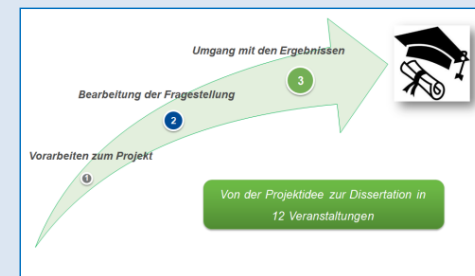 Umgang mit den Ergebnissen
3
Bearbeitung der Fragestellung
2
Vorarbeiten zum Projekt
1
Von der Projektidee zur Dissertation in
12 Veranstaltungen